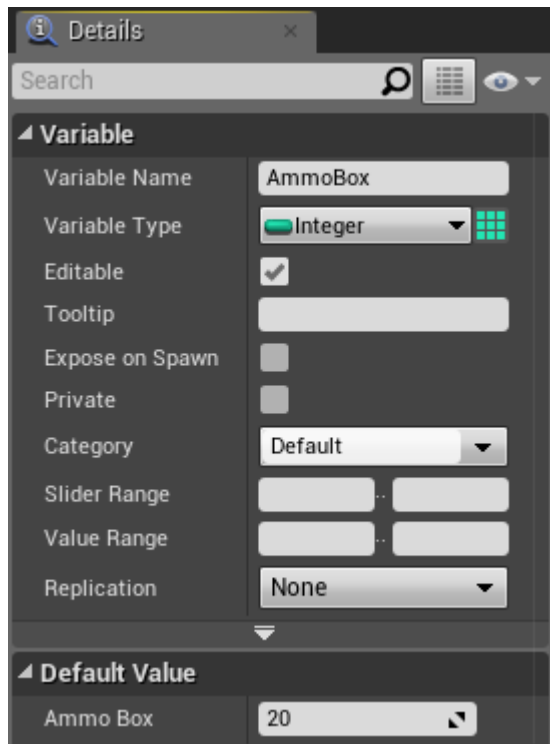 Details
Search
Variable
Variable Name AmmoBox
Variable Type Integer
Editable
Tooltip
Expose on Spawn
Private
Category Default
Slider Range ..
Value Range ..
Replication None
Default Value
Ammo Box 20